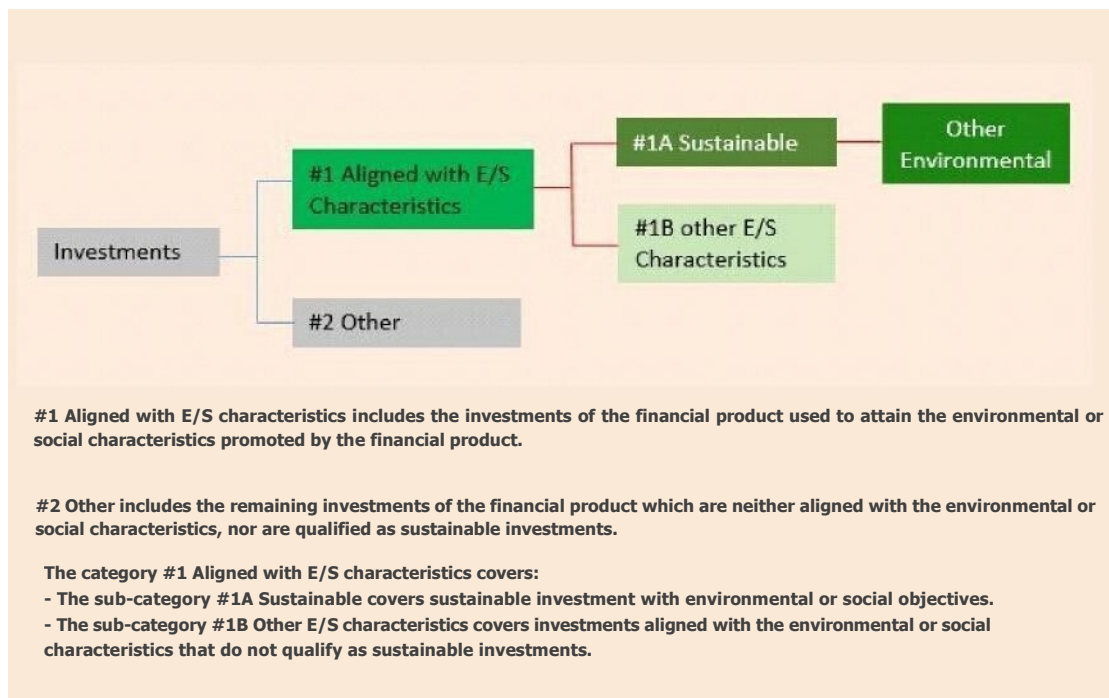 Other
Environmental
#1A Sustainable
#1 Aligned with E/S
Characteristics
#1B other E/S
Characteristics
Investments
#2 Other
#1 Aligned with E/S characteristics includes the investments of the financial product used to attain the environmental or
social characteristics promoted by the financial product.
#2 Other includes the remaining investments of the financial product which are neither aligned with the environmental or
social characteristics, nor are qualified as sustainable investments.
The category #1 Aligned with E/S characteristics covers:
- The sub-category #1A Sustainable covers sustainable investment with environmental or social objectives.
- The sub-category #1B Other E/S characteristics covers investments aligned with the environmental or social
characteristics that do not qualify as sustainable investments.